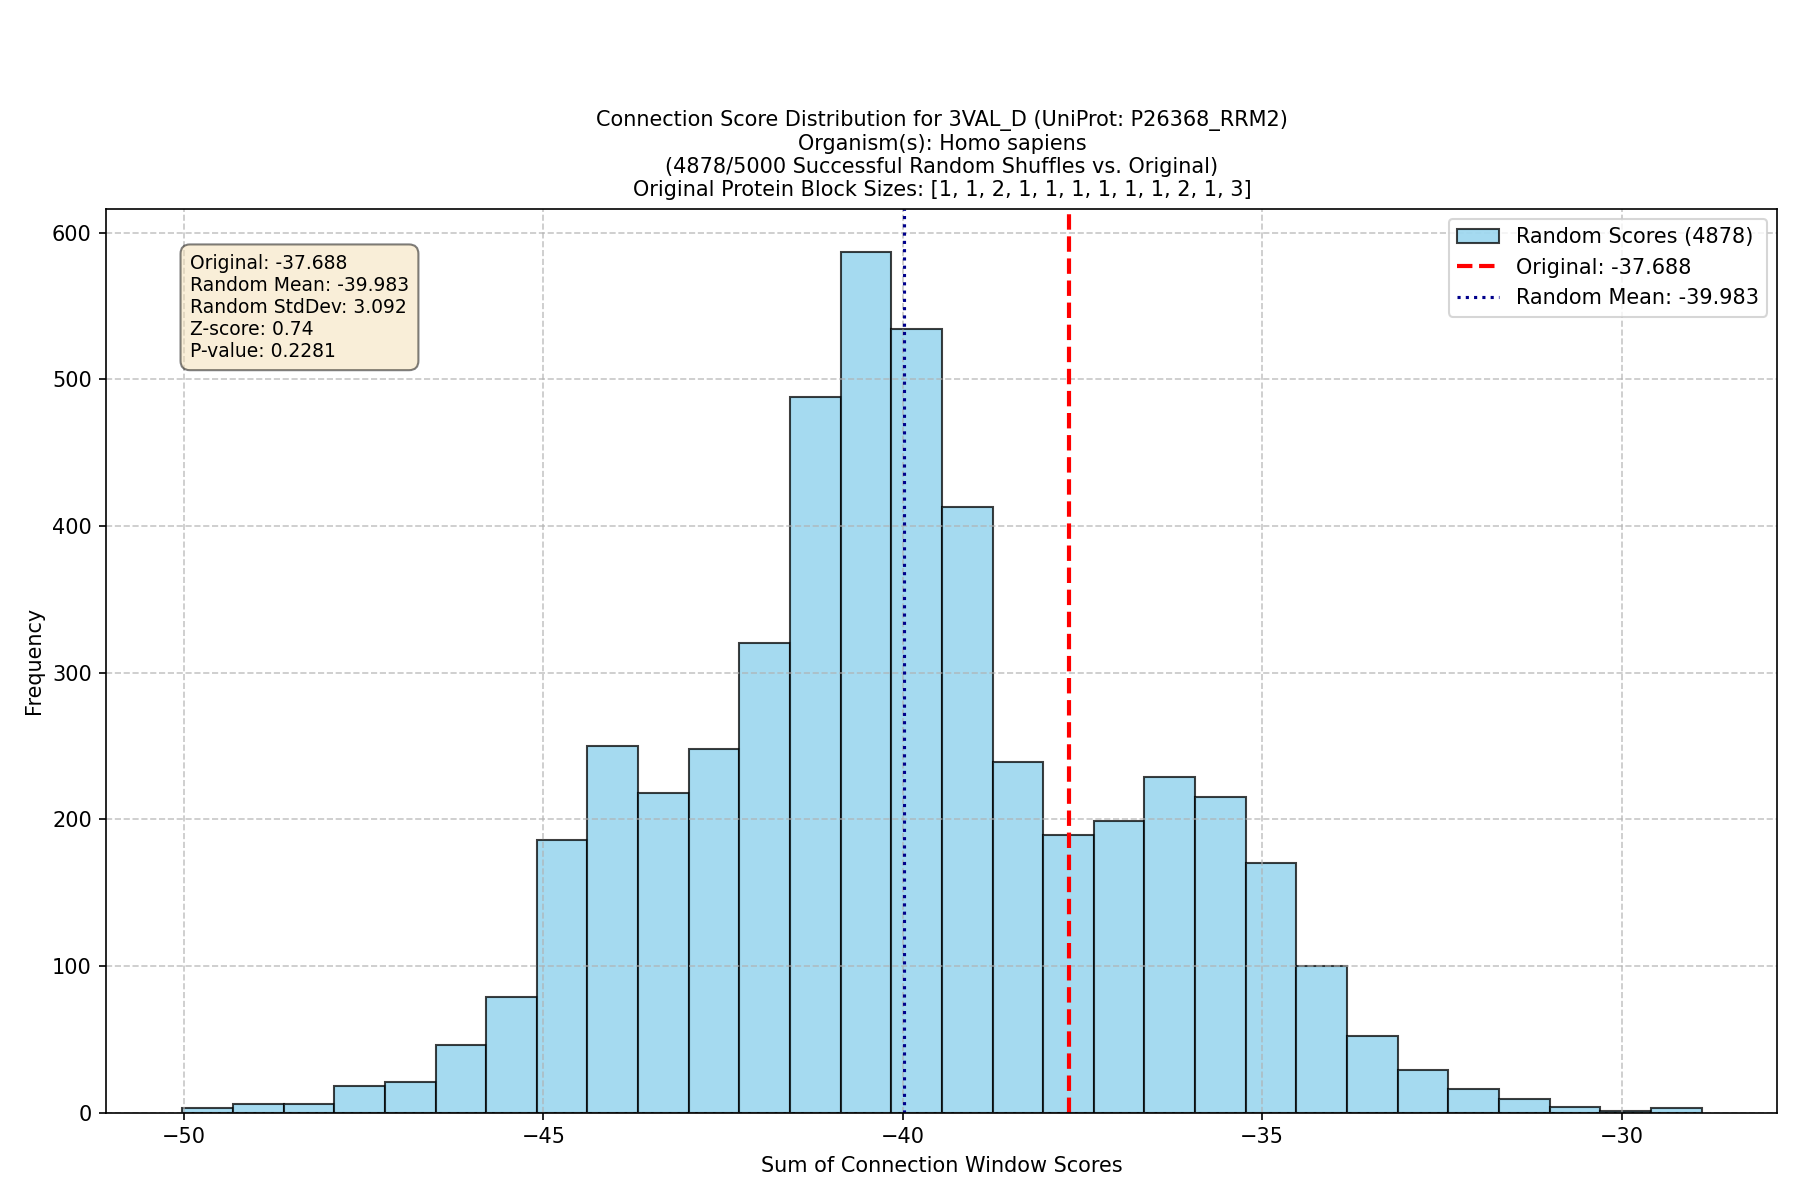 Connection Score Distribution for 3VAL_D (UniProt: P26368_RRM2)
Organism(s): Homo sapiens
(4878/5000 Successful Random Shuffles vs. Original)
Original Protein Block Sizes: [1, 1, 2, 1, 1, 1, 1, 1, 1, 2, 1, 3]
Original: -37.688
Random Mean: -39.983
Random StdDev: 3.092
Z-score: 0.74
P-value: 0.2281
Random Scores (4878)
Original: -37.688
Random Mean: -39.983
Frequency
600
500
400
300
200
100
0
−50
−45
−40
−35
−30
Sum of Connection Window Scores